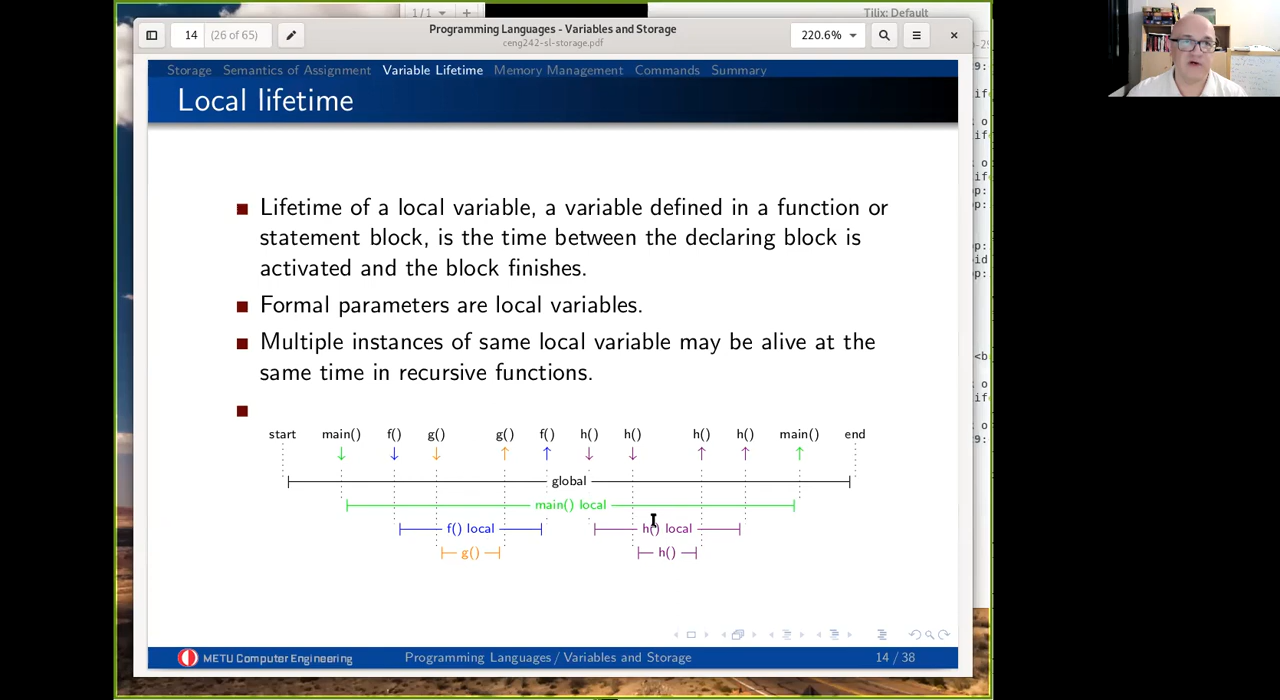 1/1
Tilix: Default
14 (26 of 65)
Programming Languages - Variables and Storage
ceng242-sl-storage.pdf
220.6%
Storage Semantics of Assignment Variable Lifetime Memory Management Commands Summary
Local lifetime
Lifetime of a local variable, a variable defined in a function or
statement block, is the time between the declaring block is
activated and the block finishes.
Formal parameters are local variables.
Multiple instances of same local variable may be alive at the
same time in recursive functions.
start main() f() g() g() f() h() h() h() h() main() end
global
main() local
f() local h() local
g() h()
METU Computer Engineering Programming Languages / Variables and Storage 14 / 38